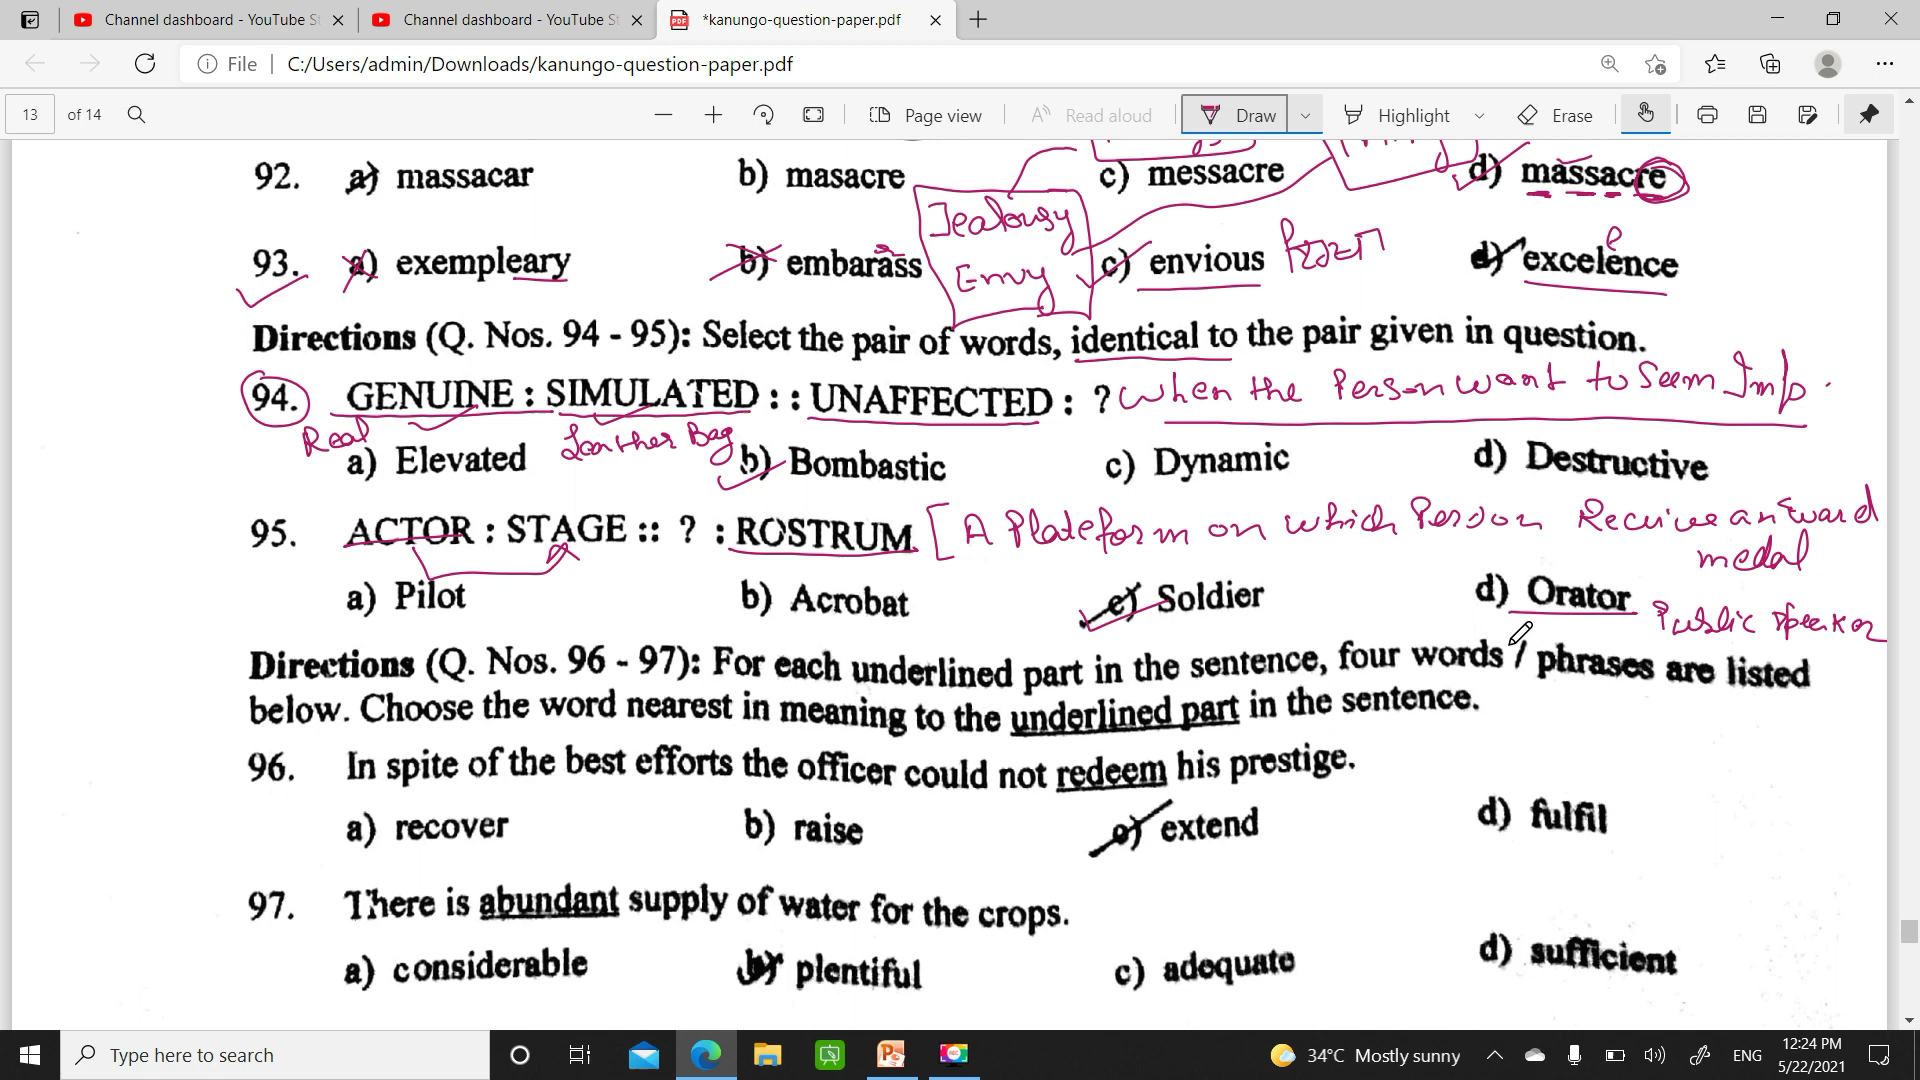 Channel dashboard - YouTube St
Channel dashboard - YouTube St
*kanungo-question-paper.pdf
File
C:/Users/admin/Downloads/kanungo-question-paper.pdf
13 of 14
Page view
Read aloud
Draw
Highlight
Erase
92. a) massacar b) masacre c) messacre d) massacre
Jealousy
Envy
93. a) exempleary b) embarass c) envious d) excelence
e
Directions (Q. Nos. 94 - 95): Select the pair of words, identical to the pair given in question.
94. GENUINE : SIMULATED : : UNAFFECTED : ? When the Person want to Seem Imp.
Real Leather Bag
a) Elevated b) Bombastic c) Dynamic d) Destructive
95. ACTOR : STAGE :: ? : ROSTRUM [A Plateform on which Person
medal
a) Pilot b) Acrobat c) Soldier d) Orator
Public Speaker
Directions (Q. Nos. 96 - 97): For each underlined part in the sentence, four words / phrases are listed
below. Choose the word nearest in meaning to the underlined part in the sentence.
96. In spite of the best efforts the officer could not redeem his prestige.
a) recover b) raise c) extend d) fulfil
97. There is abundant supply of water for the crops.
a) considerable b) plentiful c) adequate d) sufficient
Type here to search
34°C Mostly sunny
ENG
12:24 PM
5/22/2021